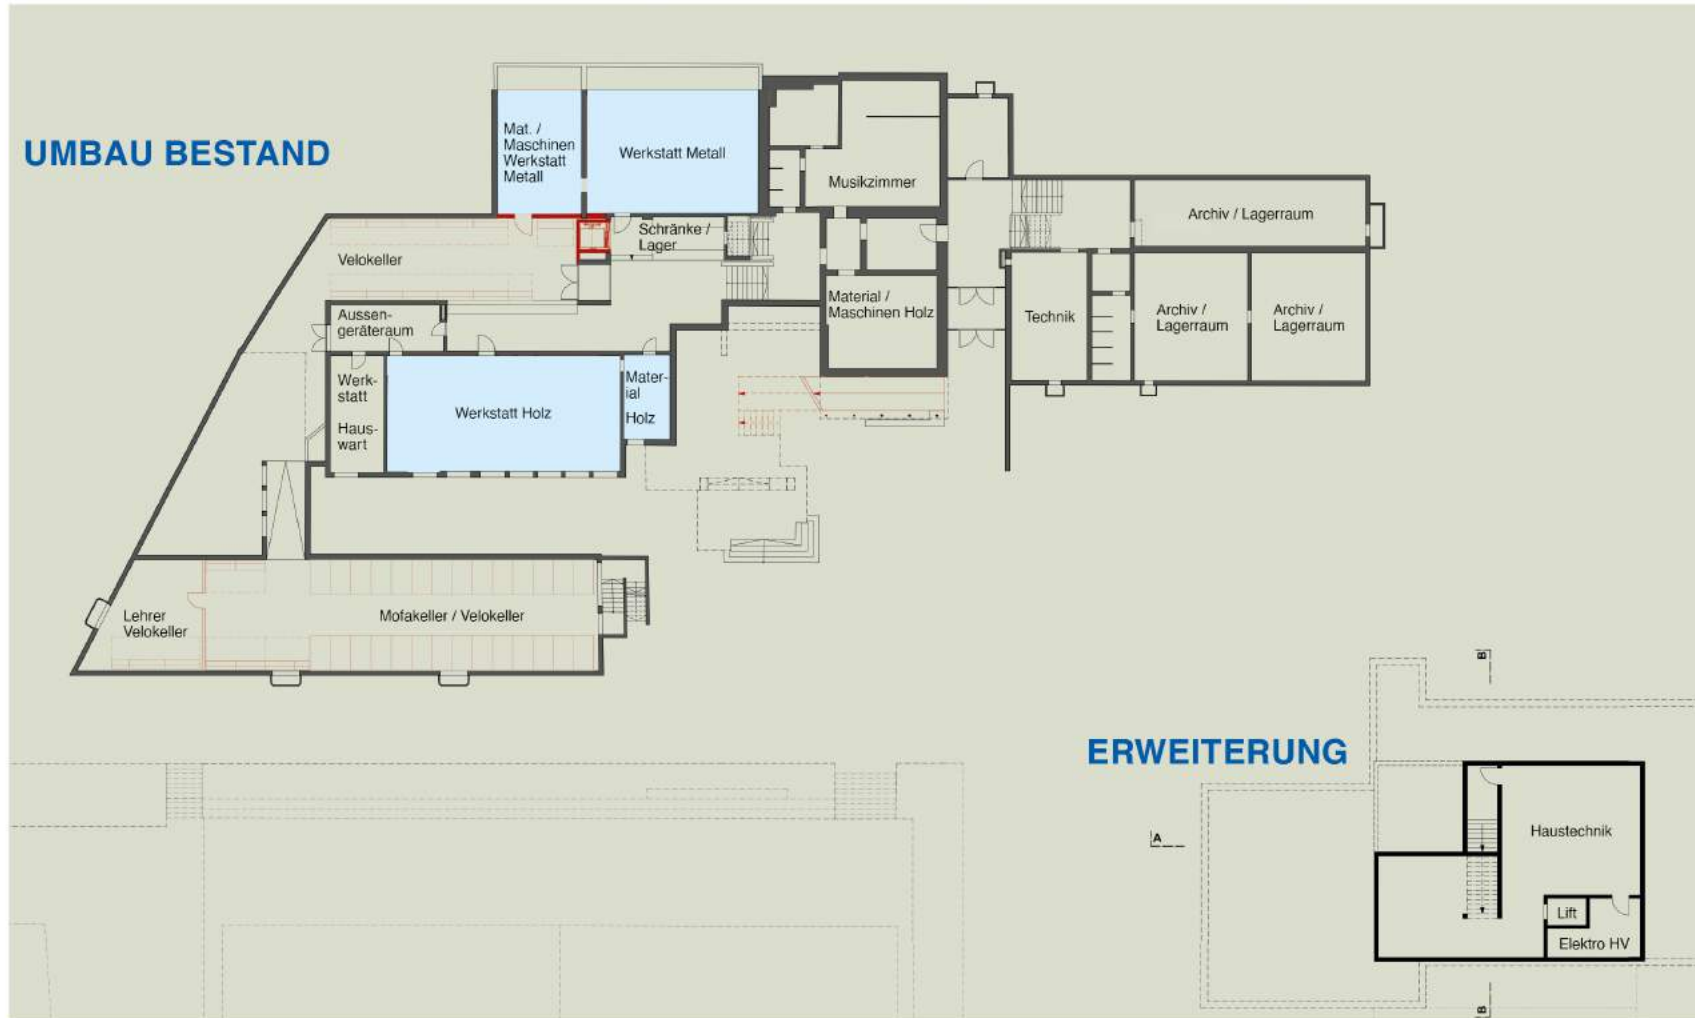 UMBAU BESTAND
Mat. /
Maschinen
Werkstatt
Metall
Werkstatt Metall
Musikzimmer
Archiv / Lagerraum
Schränke /
Lager
Velokeller
Aussen-
geräteraum
Material /
Maschinen Holz
Technik
Archiv /
Lagerraum
Archiv /
Lagerraum
Werk-
statt
Haus-
wart
Werkstatt Holz
Mater-
ial
Holz
Lehrer
Velokeller
Mofakeller / Velokeller
B
ERWEITERUNG
A
Haustechnik
Lift
Elektro HV
B